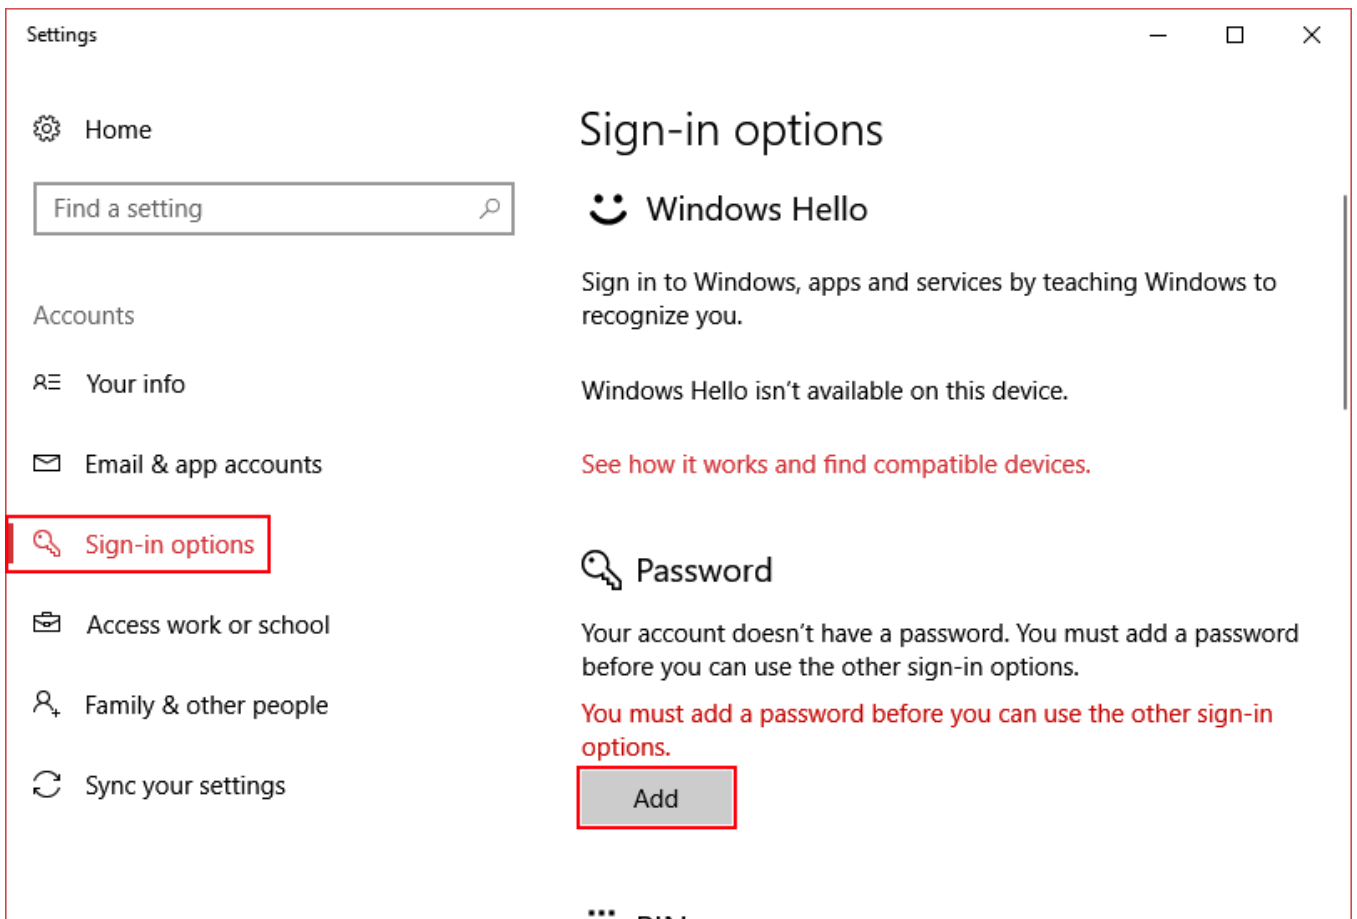 Settings
Home
Find a setting
Accounts
Your info
Email & app accounts
Sign-in options
Access work or school
Family & other people
Sync your settings
Sign-in options
Windows Hello
Sign in to Windows, apps and services by teaching Windows to
recognize you.
Windows Hello isn’t available on this device.
See how it works and find compatible devices.
Password
Your account doesn’t have a password. You must add a password
before you can use the other sign-in options.
You must add a password before you can use the other sign-in
options.
Add
PIN